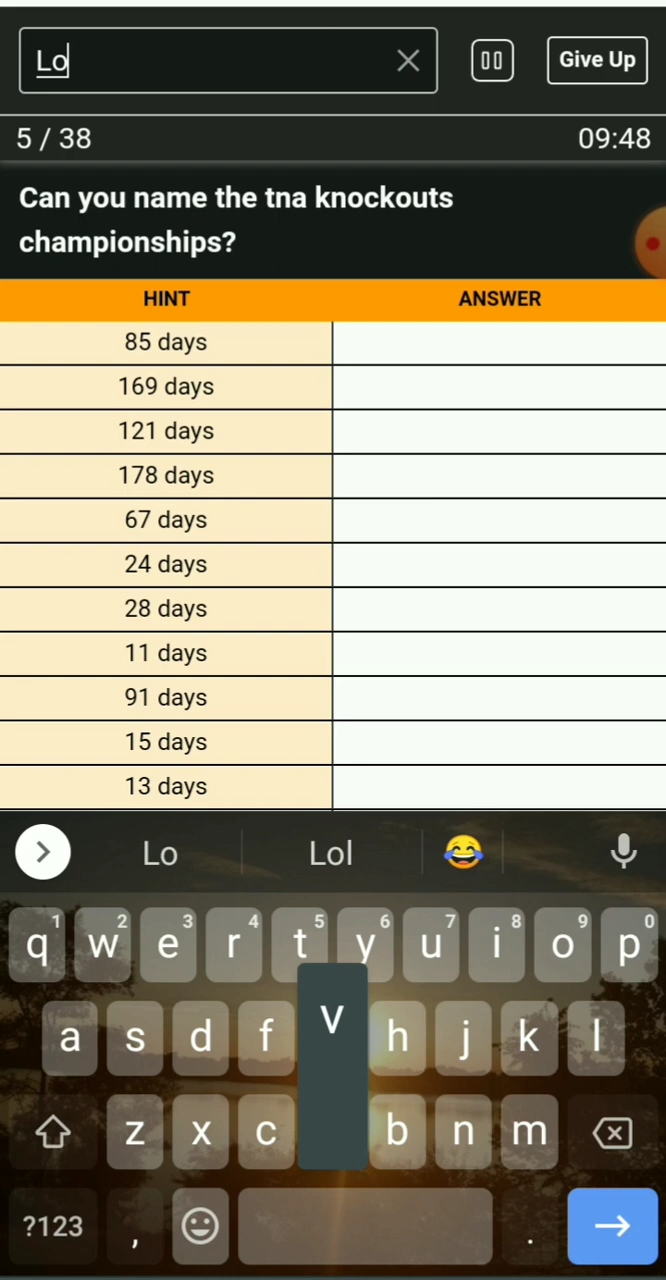 Lo
Give Up
5 / 38
09:48
Can you name the tna knockouts
championships?
HINT ANSWER
85 days
169 days
121 days
178 days
67 days
24 days
28 days
11 days
91 days
15 days
13 days
Lo Lol 😂
1 2 3 4 5 6 7 8 9 0
q w e r t y u i o p
a s d f v h j k l
z x c b n m
?123 , .